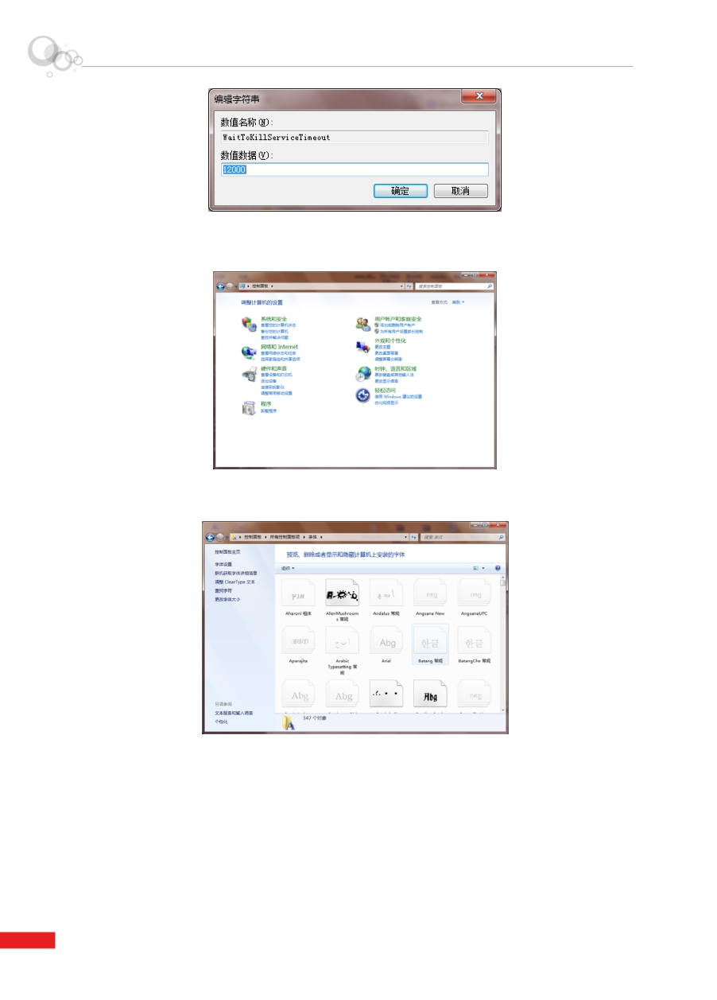 编辑字符串
数值名称(N):
WaitToKillServiceTimeout
数值数据(V):
12000
确定 取消
控制面板
搜索控制面板
调整计算机的设置
查看方式: 类别
系统和安全
查看您的计算机状态
备份您的计算机
查找并解决问题
网络和 Internet
查看网络状态和任务
选择家庭组和共享选项
硬件和声音
查看设备和打印机
添加设备
连接到投影仪
调整常用移动设置
程序
卸载程序
用户帐户和家庭安全
添加或删除用户帐户
为所有用户设置家长控制
外观和个性化
更改主题
更改桌面背景
调整屏幕分辨率
时钟、语言和区域
更改键盘或其他输入法
更改显示语言
轻松访问
使用 Windows 建议的设置
优化视频显示
控制面板 所有控制面板项 字体
搜索 字体
控制面板主页
字体设置
联机获取字体详细信息
调整 ClearType 文本
查找字符
更改字体大小
另请参阅
文本服务和输入语言
个性化
预览、删除或者显示和隐藏计算机上安装的字体
组织
Aharoni 粗体
AlienMushroom
s 常规
Andalus 常规
Angsana New
AngsanaUPC
Abg
한글
한글
Aparajita
Arabic
Typesetting 常
规
Arial
Batang 常规
BatangChe 常规
Abg
Abg
Abg
347 个对象